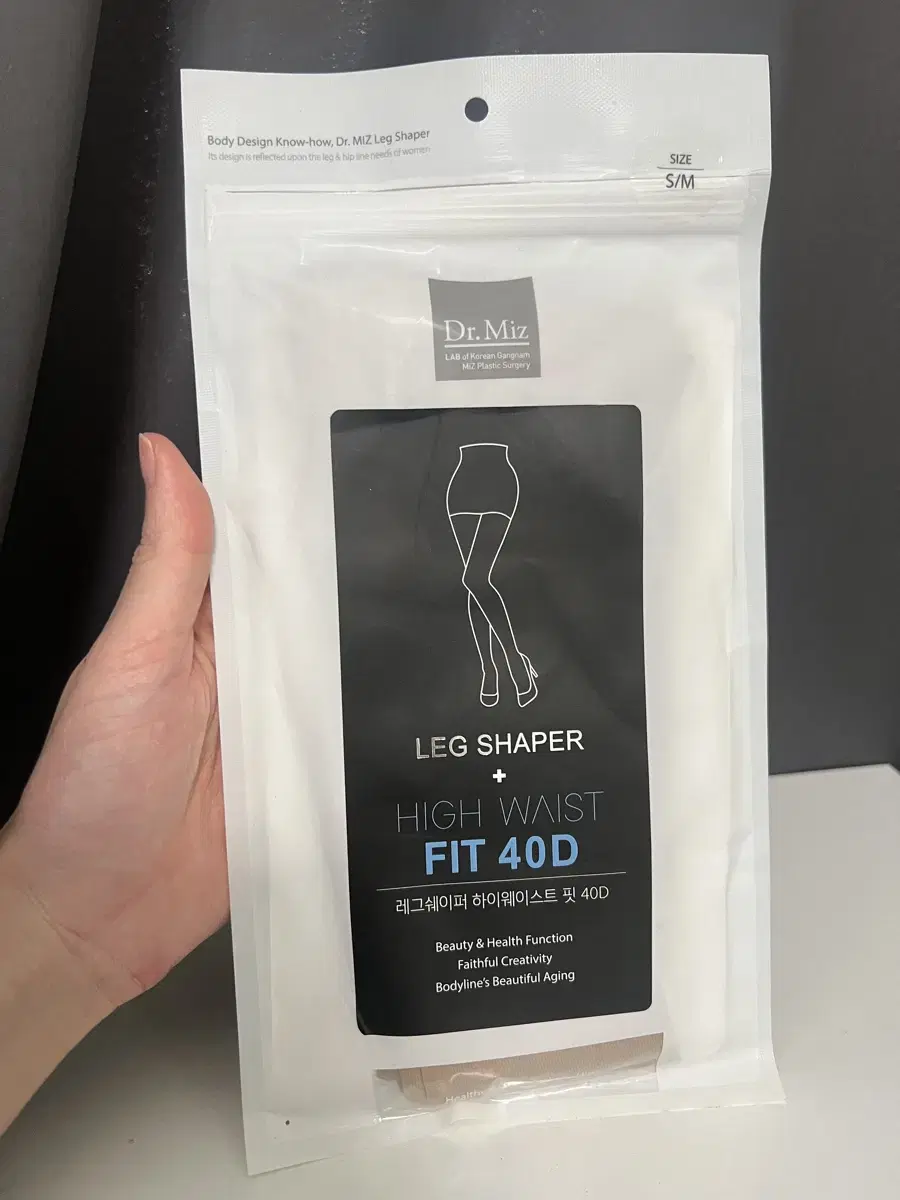 Body Design Know-how, Dr. MIZ Leg Shaper
Its design is reflected upon the leg & hip line needs of women
SIZE
S/M
Dr.Miz
LAB of Korean Gangnam
MiZ Plastic Surgery
LEG SHAPER
+
HIGH WAIST
FIT 40D
레그쉐이퍼 하이웨이스트 핏 40D
Beauty & Health Function
Faithful Creativity
Bodyline's Beautiful Aging